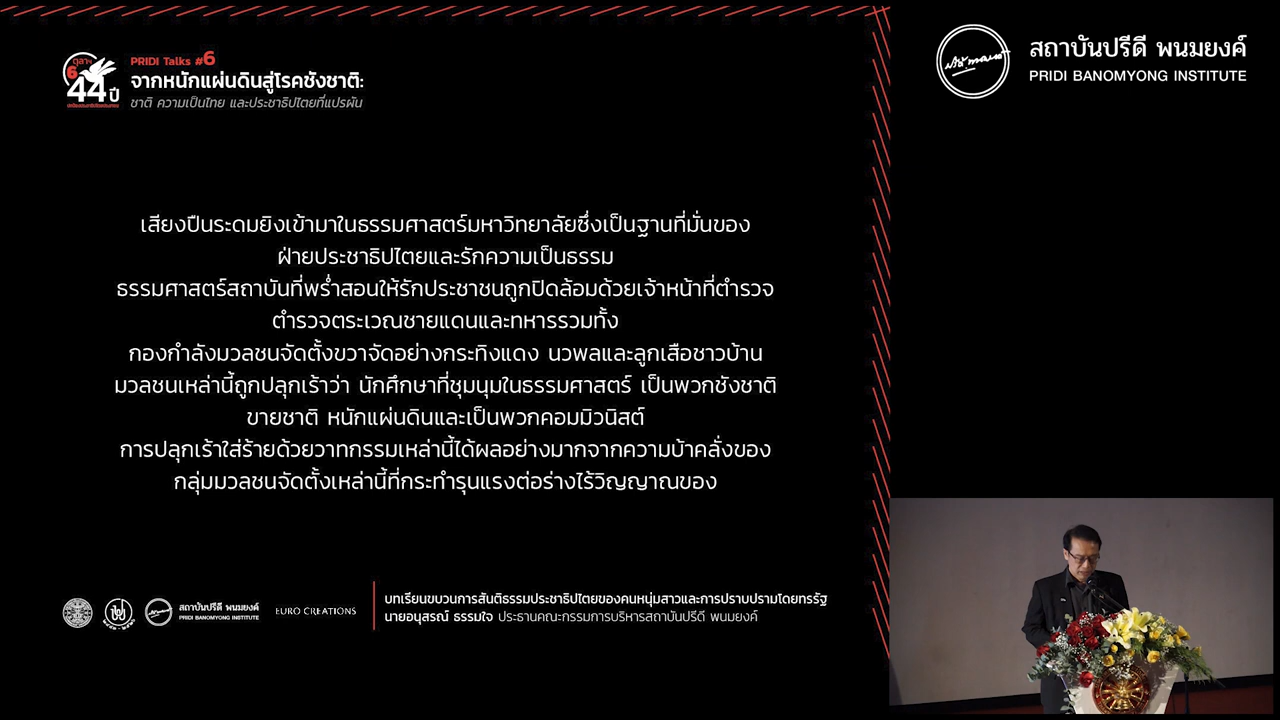 ตุลาฯ
6
44 ปี
PRIDI Talks #6
จากหนักแผ่นดินสู่โรคชังชาติ:
ชาติ ความเป็นไทย และประชาธิปไตยที่แปรผัน
สถาบันปรีดี พนมยงค์
PRIDI BANOMYONG INSTITUTE
เสียงปืนระดมยิงเข้ามาในธรรมศาสตร์มหาวิทยาลัยซึ่งเป็นฐานที่มั่นของ
ฝ่ายประชาธิปไตยและรักความเป็นธรรม
ธรรมศาสตร์สถาบันที่พร่ำสอนให้รักประชาชนถูกปิดล้อมด้วยเจ้าหน้าที่ตำรวจ
ตำรวจตระเวณชายแดนและทหารรวมทั้ง
กองกำลังมวลชนจัดตั้งขวาจัดอย่างกระทิงแดง นวพลและลูกเสือชาวบ้าน
มวลชนเหล่านี้ถูกปลุกเร้าว่า นักศึกษาที่ชุมนุมในธรรมศาสตร์ เป็นพวกชังชาติ
ขายชาติ หนักแผ่นดินและเป็นพวกคอมมิวนิสต์
การปลุกเร้าใส่ร้ายด้วยวาทกรรมเหล่านี้ได้ผลอย่างมากจากความบ้าคลั่งของ
กลุ่มมวลชนจัดตั้งเหล่านี้ที่กระทำรุนแรงต่อร่างไร้วิญญาณของ
สถาบันปรีดี พนมยงค์
PRIDI BANOMYONG INSTITUTE
EURO CREATIONS
บทเรียนขบวนการสันติธรรมประชาธิปไตยของคนหนุ่มสาวและการปราบปรามโดยทรรัฐ
นายอนุสรณ์ ธรรมใจ ประธานคณะกรรมการบริหารสถาบันปรีดี พนมยงค์